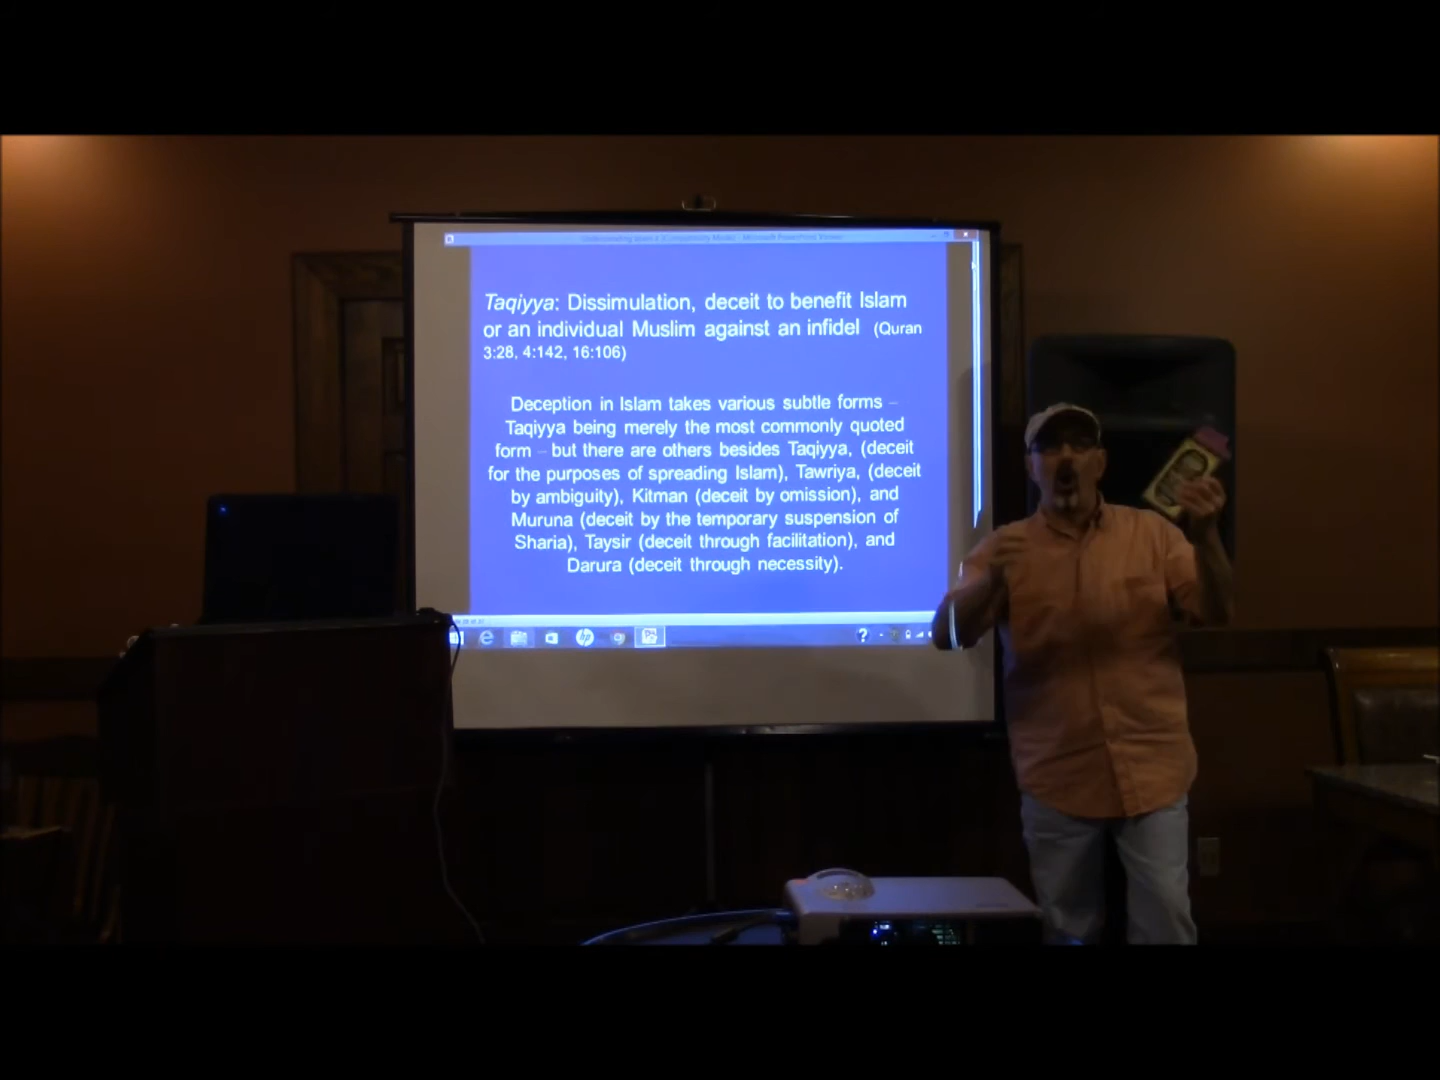 Taqiyya: Dissimulation, deceit to benefit Islam
or an individual Muslim against an infidel (Quran
3:28, 4:142, 16:106)
Deception in Islam takes various subtle forms –
Taqiyya being merely the most commonly quoted
form – but there are others besides Taqiyya, (deceit
for the purposes of spreading Islam), Tawriya, (deceit
by ambiguity), Kitman (deceit by omission), and
Muruna (deceit by the temporary suspension of
Sharia), Taysir (deceit through facilitation), and
Darura (deceit through necessity).